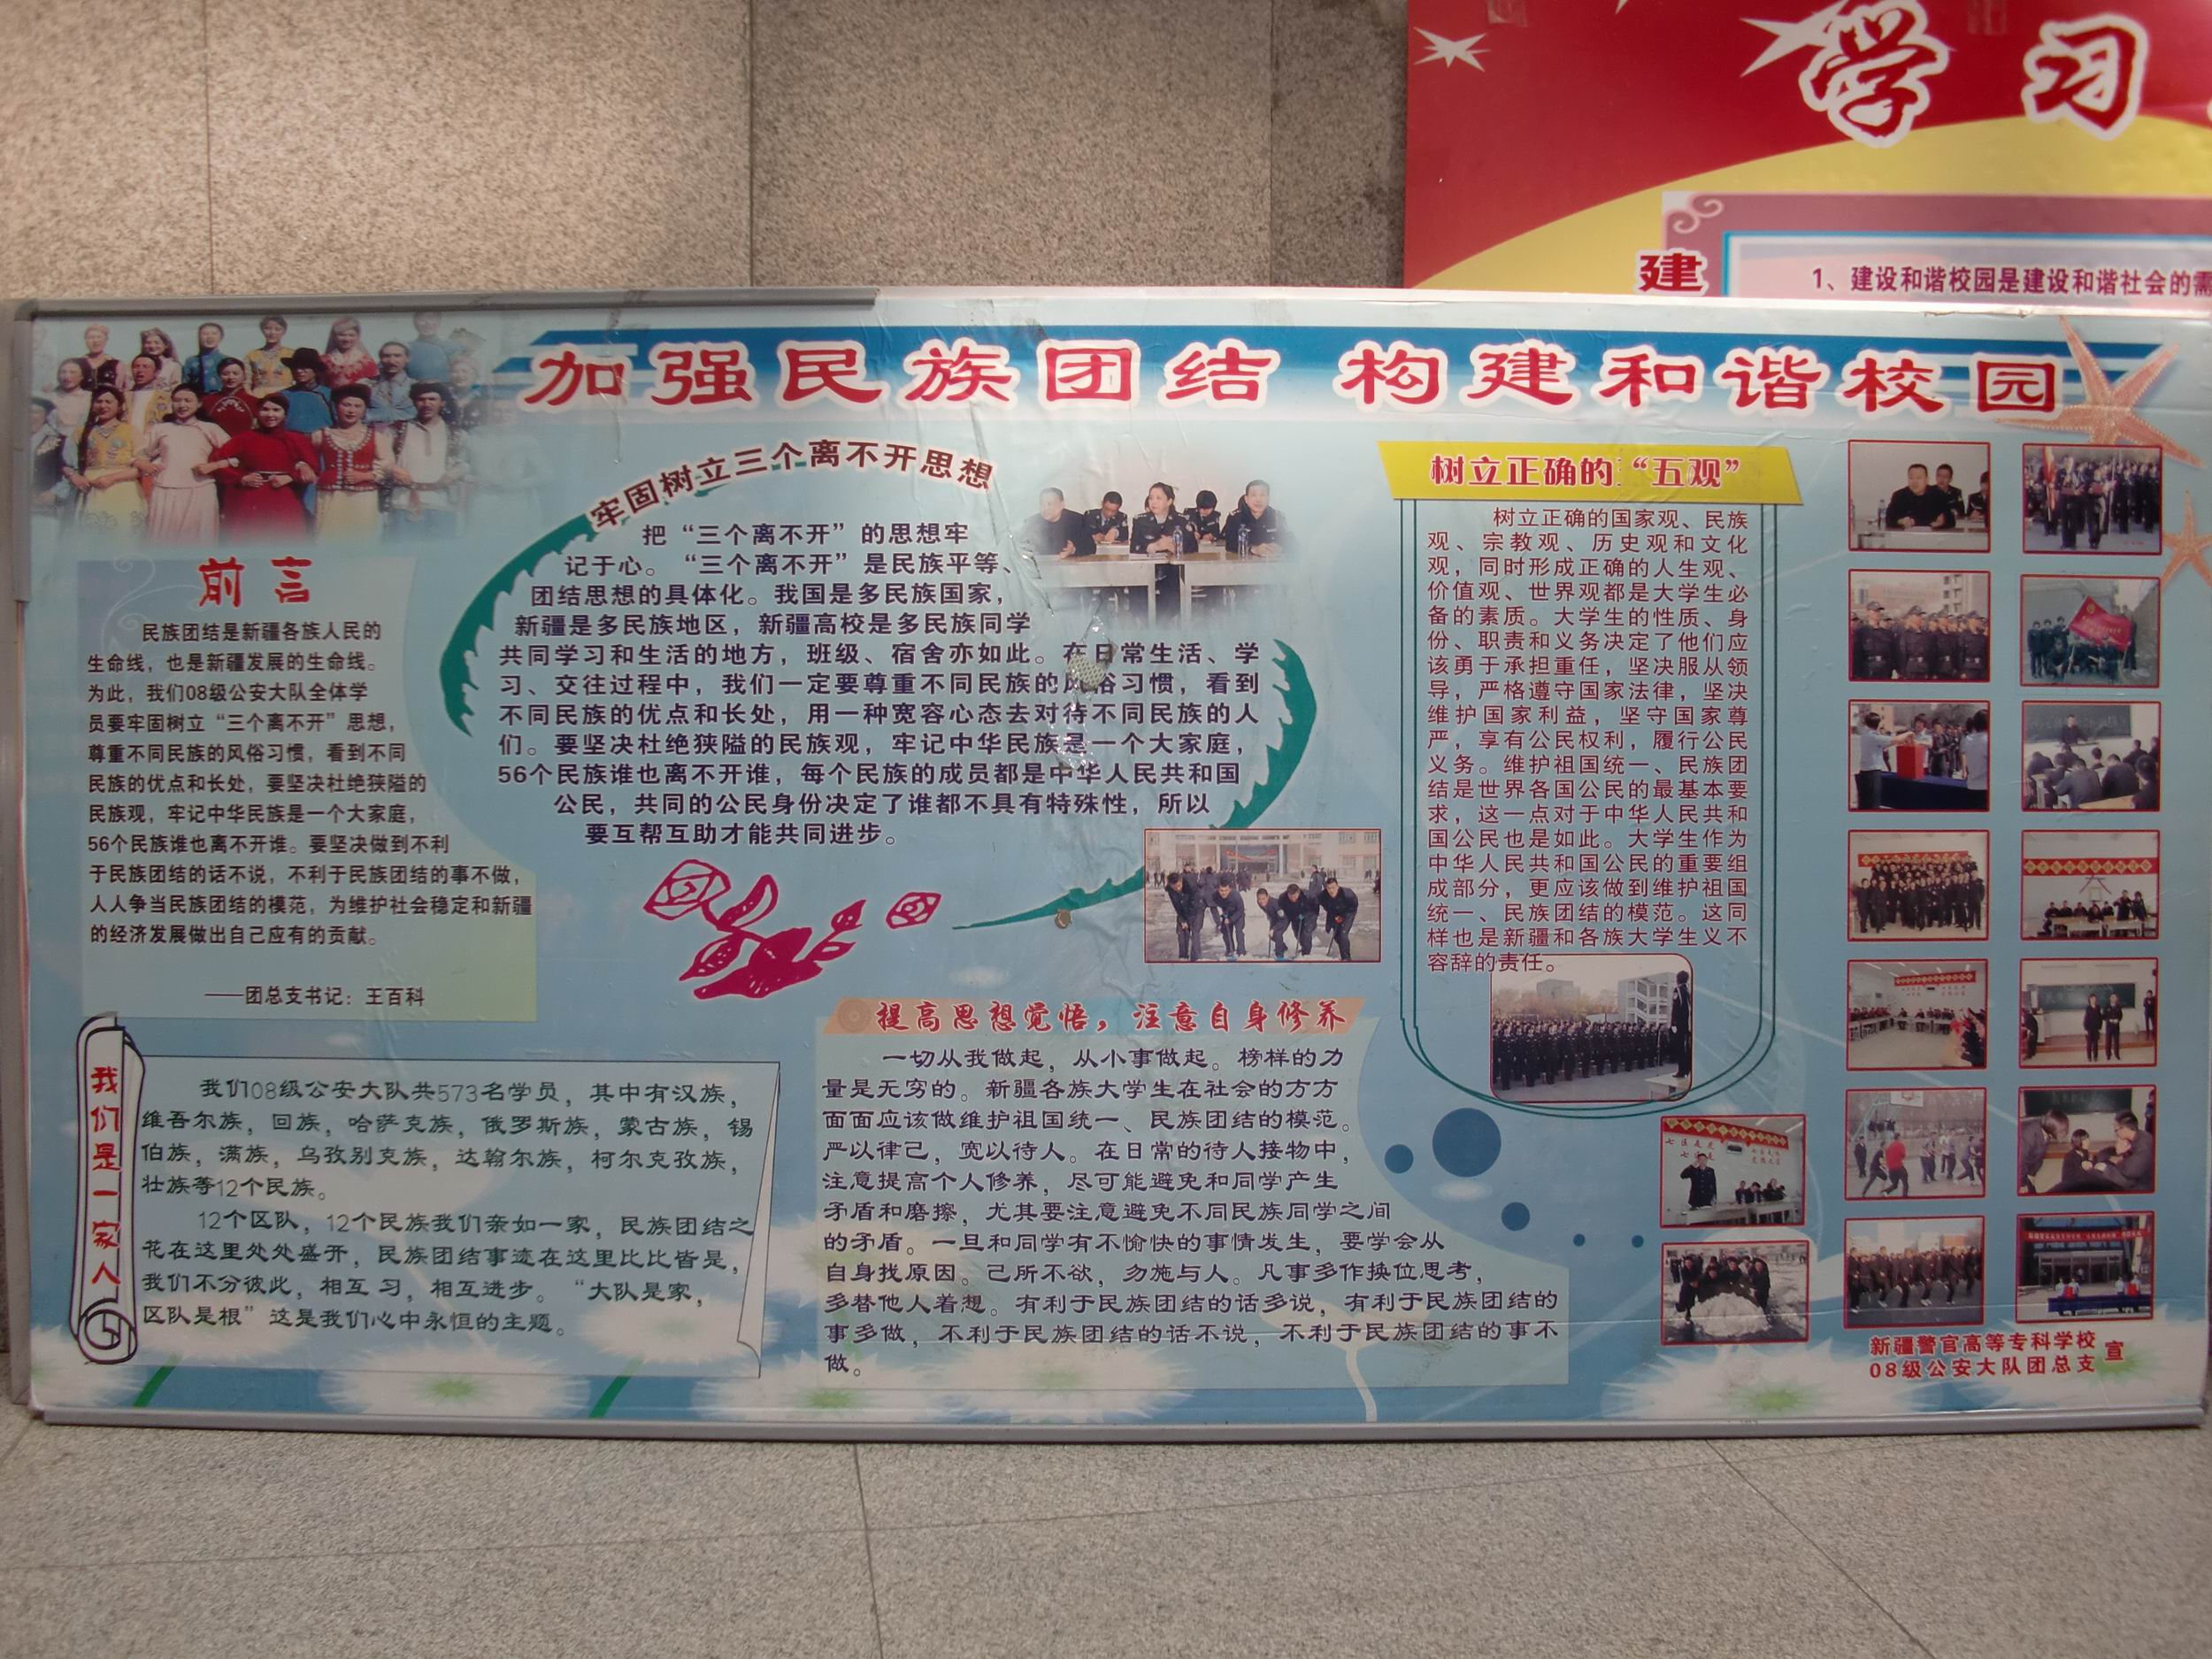 学习
建
1、建设和谐校园是建设和谐社会的需
加强民族团结 构建和谐校园
前言
民族团结是新疆各族人民的
生命线，也是新疆发展的生命线。
为此，我们08级公安大队全体学
员要牢固树立“三个离不开”思想，
尊重不同民族的风俗习惯，看到不同
民族的优点和长处，要坚决杜绝狭隘的
民族观，牢记中华民族是一个大家庭，
56个民族谁也离不开谁。要坚决做到不利
于民族团结的话不说，不利于民族团结的事不做，
人人争当民族团结的模范，为维护社会稳定和新疆
的经济发展做出自己应有的贡献。
——团总支书记：王百科
牢固树立三个离不开思想
把“三个离不开”的思想牢
记于心。“三个离不开”是民族平等、
团结思想的具体化。我国是多民族国家，
新疆是多民族地区，新疆高校是多民族同学
共同学习和生活的地方，班级、宿舍亦如此。在日常生活、学
习、交往过程中，我们一定要尊重不同民族的风俗习惯，看到
不同民族的优点和长处，用一种宽容心态去对待不同民族的人
们。要坚决杜绝狭隘的民族观，牢记中华民族是一个大家庭，
56个民族谁也离不开谁，每个民族的成员都是中华人民共和国
公民，共同的公民身份决定了谁都不具有特殊性，所以
要互帮互助才能共同进步。
树立正确的“五观”
树立正确的国家观、民族
观、宗教观、历史观和文化
观，同时形成正确的人生观、
价值观、世界观都是大学生必
备的素质。大学生的性质、身
份、职责和义务决定了他们应
该勇于承担重任，坚决服从领
导，严格遵守国家法律，坚决
维护国家利益，坚守国家尊
严，享有公民权利，履行公民
义务。维护祖国统一、民族团
结是世界各国公民的最基本要
求，这一点对于中华人民共和
国公民也是如此。大学生作为
中华人民共和国公民的重要组
成部分，更应该做到维护祖国
统一、民族团结的模范。这同
样也是新疆和各族大学生义不
容辞的责任。
我们是一家人
我们08级公安大队共573名学员，其中有汉族，
维吾尔族，回族，哈萨克族，俄罗斯族，蒙古族，锡
伯族，满族，乌孜别克族，达翰尔族，柯尔克孜族，
壮族等12个民族。
12个区队，12个民族我们亲如一家，民族团结之
花在这里处处盛开，民族团结事迹在这里比比皆是，
我们不分彼此，相互 习，相互进步。“大队是家，
区队是根”这是我们心中永恒的主题。
提高思想觉悟，注意自身修养
一切从我做起，从小事做起。榜样的力
量是无穷的。新疆各族大学生在社会的方方
面面应该做维护祖国统一、民族团结的模范。
严以律己，宽以待人。在日常的待人接物中，
注意提高个人修养，尽可能避免和同学产生
矛盾和磨擦，尤其要注意避免不同民族同学之间
的矛盾。一旦和同学有不愉快的事情发生，要学会从
自身找原因。己所不欲，勿施与人。凡事多作换位思考，
多替他人着想。有利于民族团结的话多说，有利于民族团结的
事多做，不利于民族团结的话不说，不利于民族团结的事不
做。
新疆警官高等专科学校
08级公安大队团总支 宣